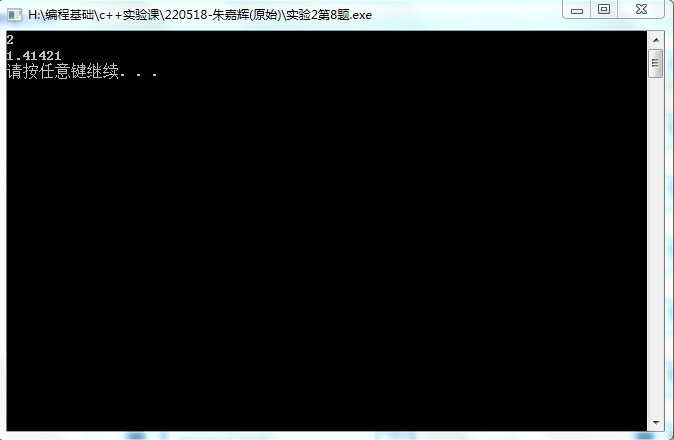 H:\编程基础\c++实验课\220518-朱嘉辉(原始)\实验2第8题.exe
2
1.41421
请按任意键继续. . .